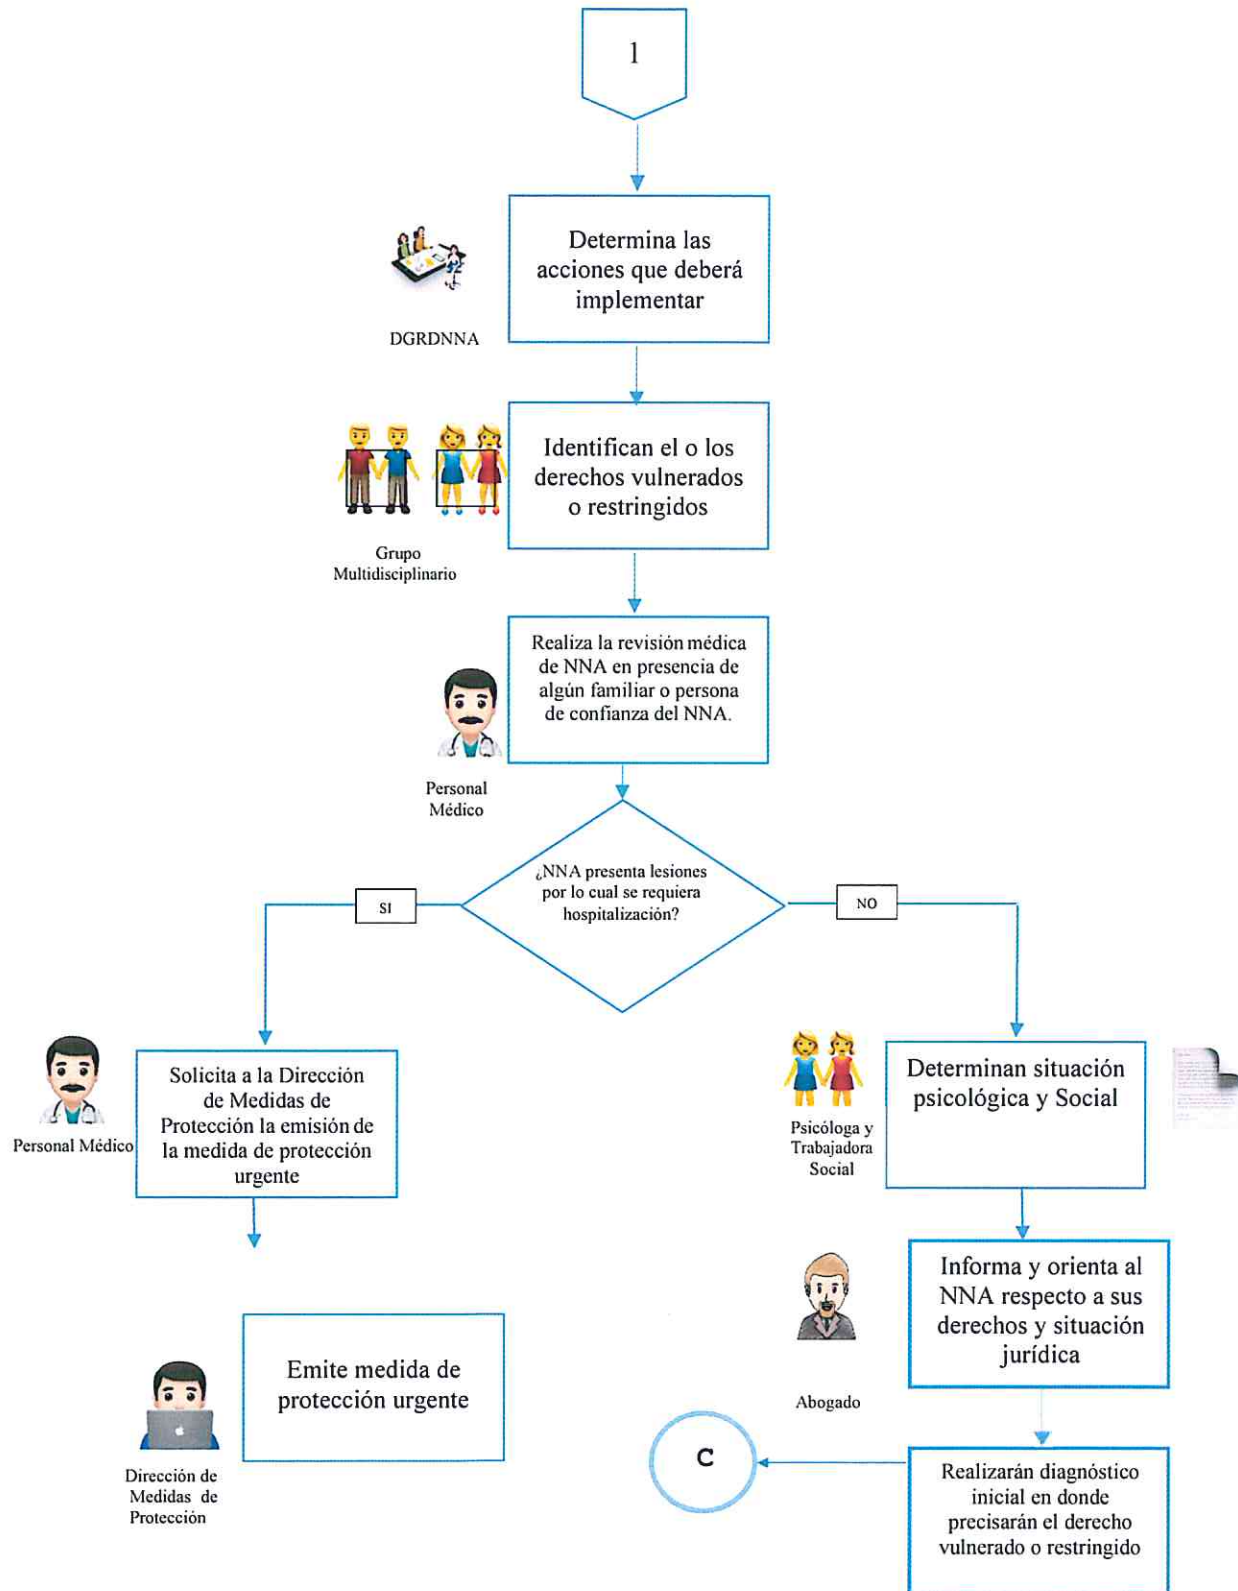 1
Determina las
acciones que deberá
implementar
DGRDNNA
Identifican el o los
derechos vulnerados
o restringidos
Grupo
Multidisciplinario
Realiza la revisión médica
de NNA en presencia de
algún familiar o persona
de confianza del NNA.
Personal
Médico
¿NNA presenta lesiones
por lo cual se requiera
hospitalización?
SI
NO
Solicita a la Dirección
de Medidas de
Protección la emisión de
la medida de protección
urgente
Personal Médico
Determinan situación
psicológica y Social
Psicóloga y
Trabajadora
Social
Informa y orienta al
NNA respecto a sus
derechos y situación
jurídica
Abogado
Emite medida de
protección urgente
Dirección de
Medidas de
Protección
C
Realizarán diagnóstico
inicial en donde
precisarán el derecho
vulnerado o restringido